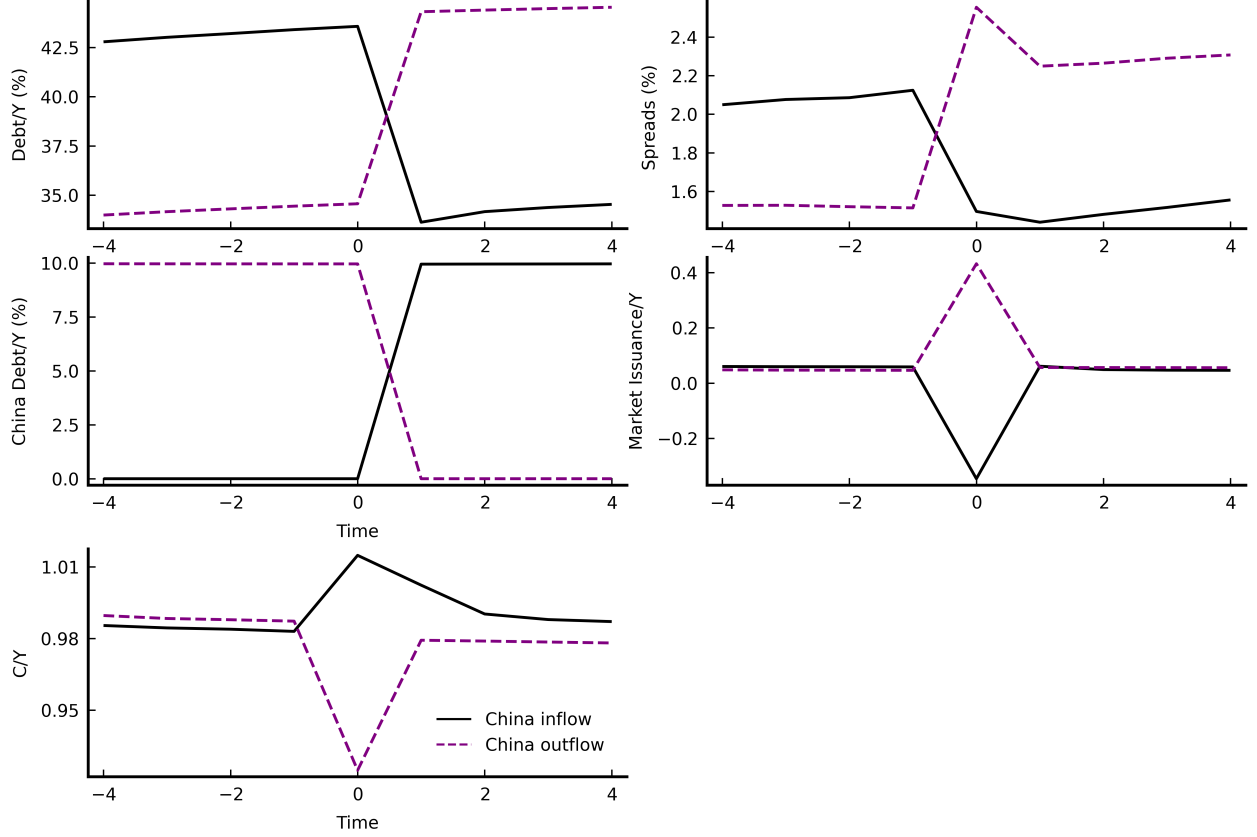 Debt/Y (%)
42.5
40.0
37.5
35.0
−4 −2 0 2 4
Spreads (%)
2.4
2.2
2.0
1.8
1.6
−4 −2 0 2 4
China Debt/Y (%)
10.0
7.5
5.0
2.5
0.0
−4 −2 0 2 4
Time
Market Issuance/Y
0.4
0.2
0.0
−0.2
−4 −2 0 2 4
C/Y
1.01
0.98
0.95
China inflow
China outflow
−4 −2 0 2 4
Time